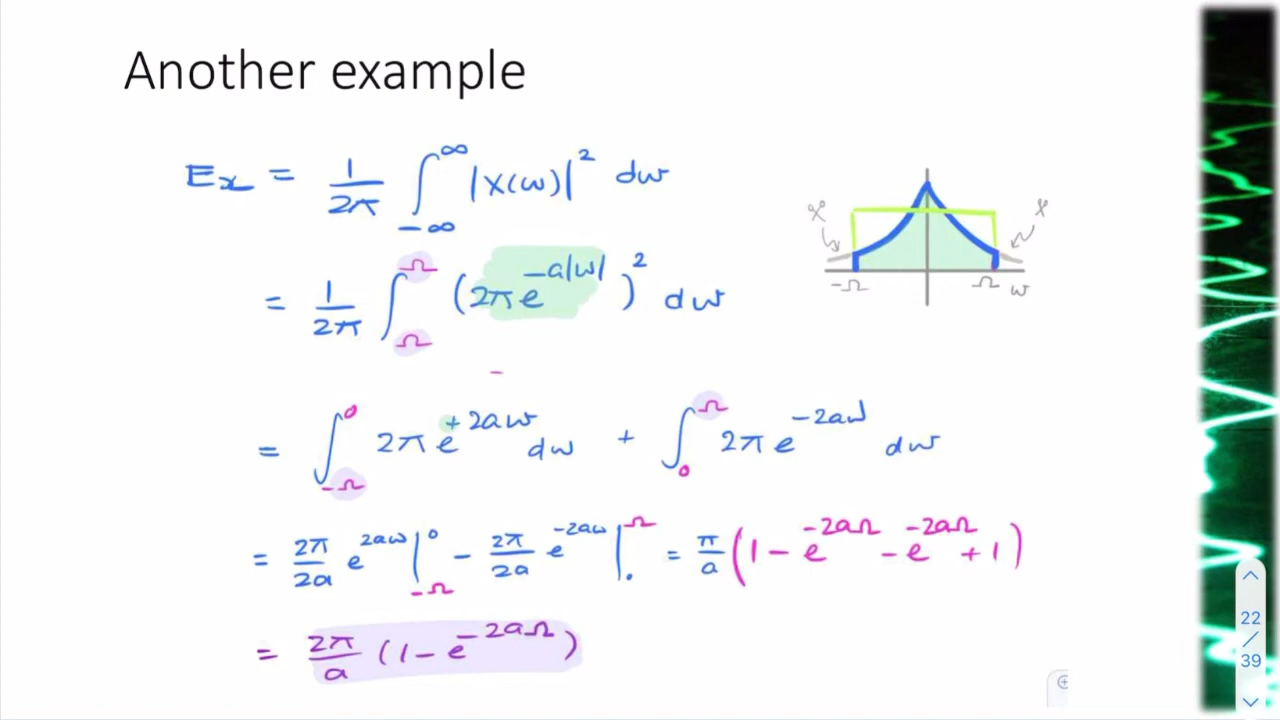 Another example
Ex = 1/2π ∫_{-∞}^{∞} |X(ω)|² dω
= 1/2π ∫_{Ω}^{Ω} (2π e^{-a|ω|})² dω
-Ω Ω ω
-
= ∫_{-Ω}^{0} 2π e^{+2aω} dω + ∫_{0}^{Ω} 2π e^{-2aω} dω
= 2π/2a e^{2aω} |_{-Ω}^{0} - 2π/2a e^{-2aω} |_{.}^{Ω} = π/a (1 - e^{-2aΩ} - e^{-2aΩ} + 1)
= 2π/a (1 - e^{-2aΩ})
22
/
39